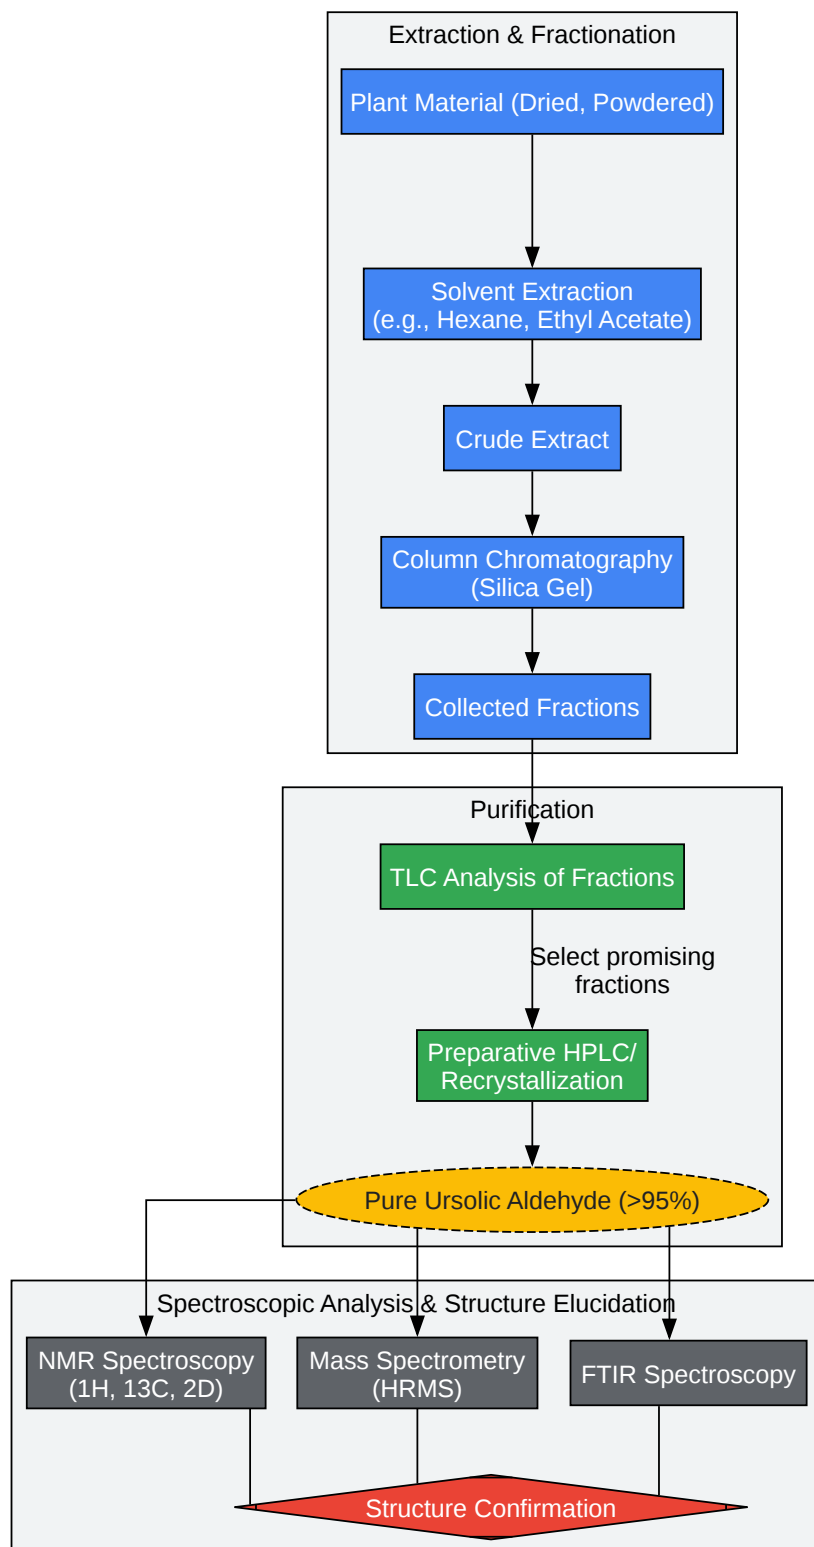 Extraction & Fractionation
Plant Material (Dried, Powdered)
Solvent Extraction
(e.g., Hexane, Ethyl Acetate)
Crude Extract
Column Chromatography
(Silica Gel)
Collected Fractions
Purification
TLC Analysis of Fractions
Select promising
fractions
Preparative HPLC/
Recrystallization
Pure Ursolic Aldehyde (>95%)
Spectroscopic Analysis & Structure Elucidation
NMR Spectroscopy
(1H, 13C, 2D)
Mass Spectrometry
(HRMS)
FTIR Spectroscopy
Structure Confirmation